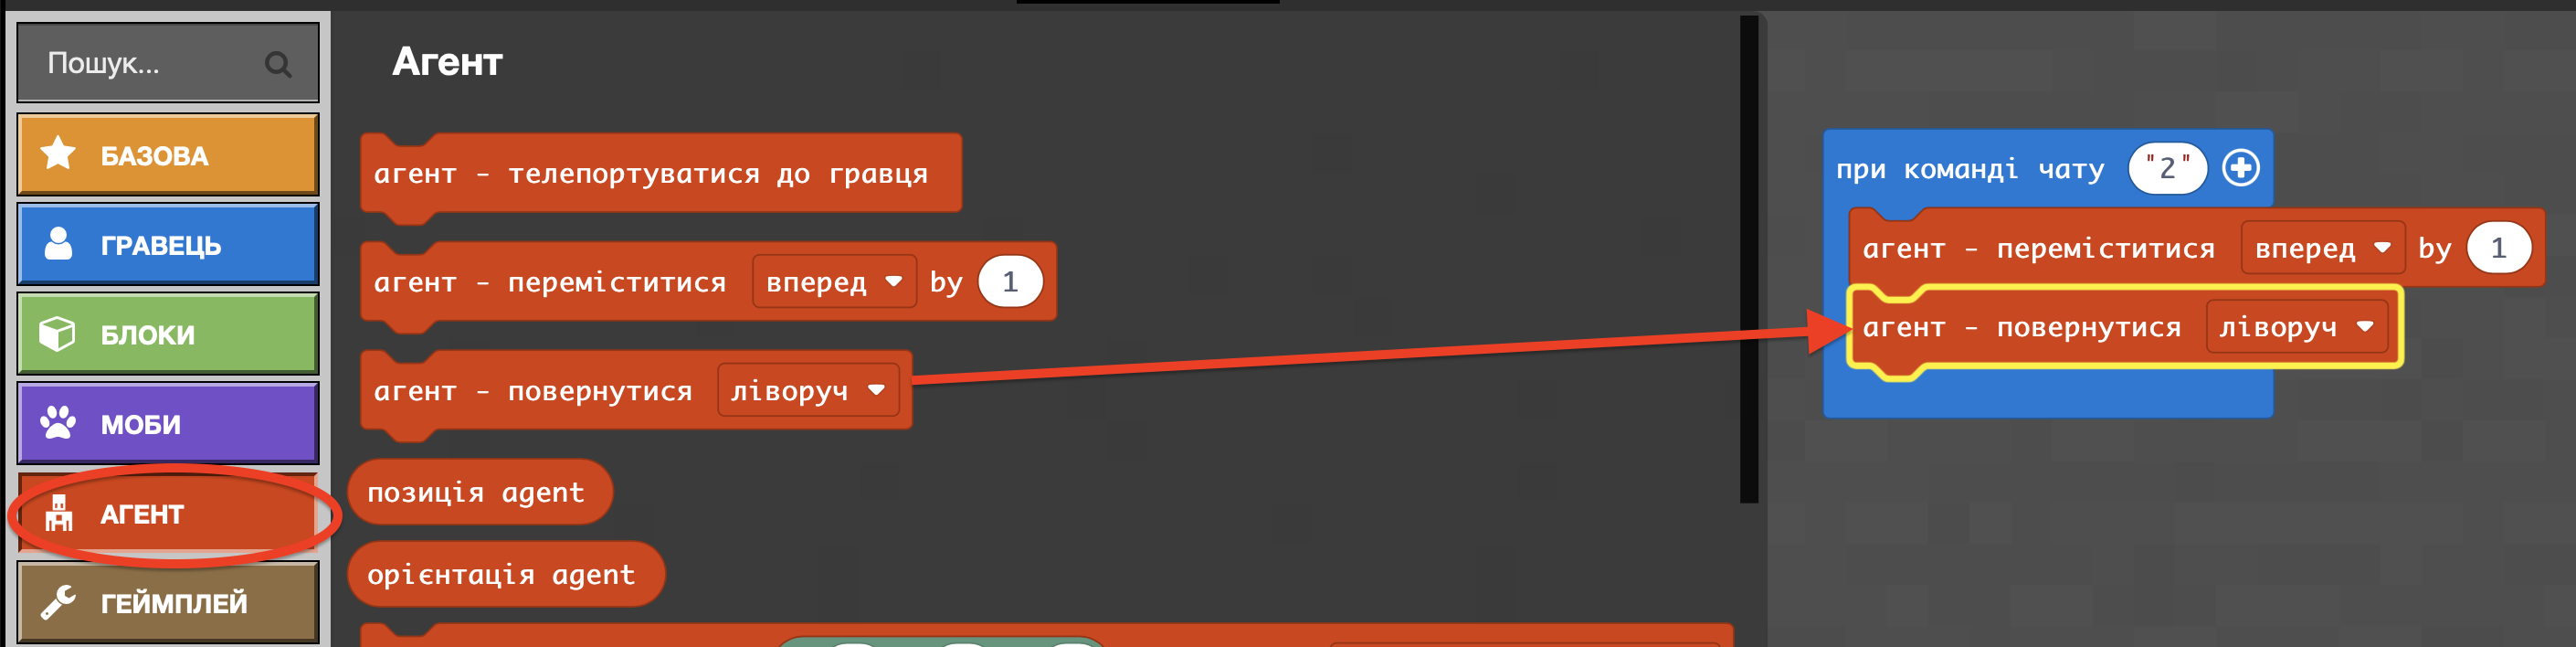 Пошук...
БАЗОВА
ГРАВЕЦЬ
БЛОКИ
МОБИ
АГЕНТ
ГЕЙМПЛЕЙ
Агент
агент - телепортуватися до гравця
агент - переміститися вперед by 1
агент - повернутися ліворуч
позиція agent
орієнтація agent
при команді чату "2"
агент - переміститися вперед by 1
агент - повернутися ліворуч